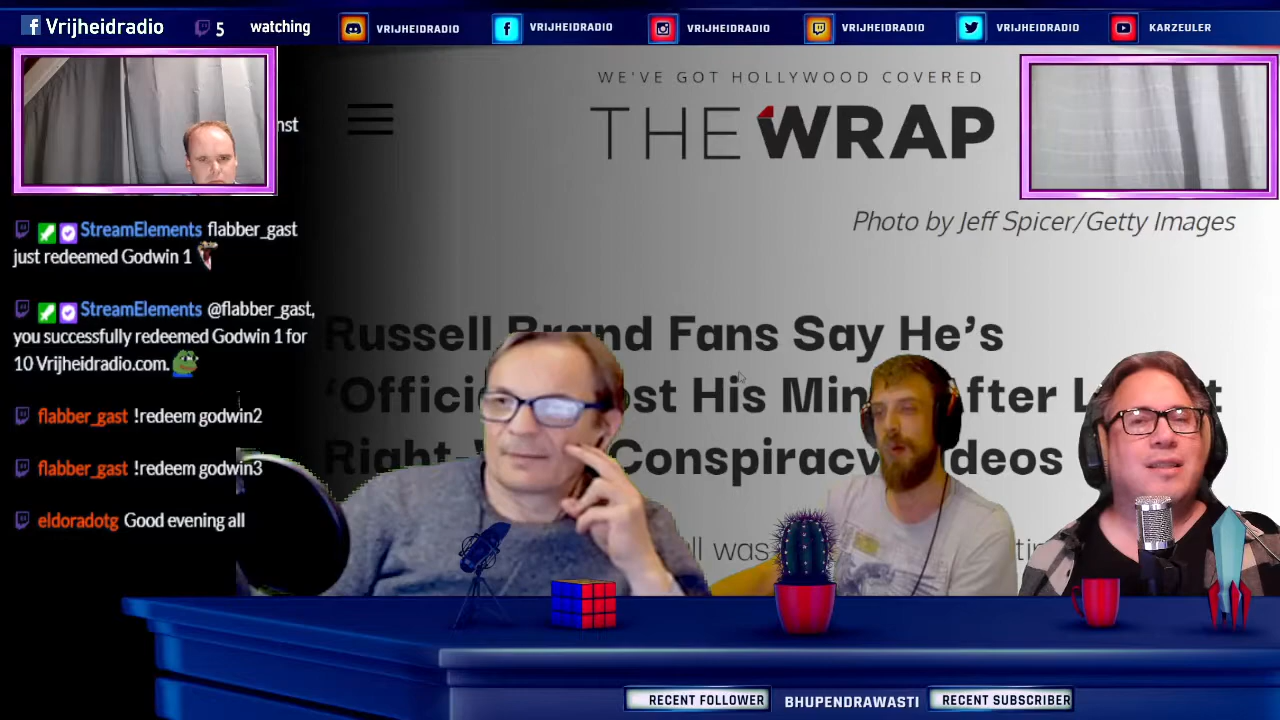 Vrijheidradio
5 watching
VRIJHEIDRADIO
VRIJHEIDRADIO
VRIJHEIDRADIO
VRIJHEIDRADIO
VRIJHEIDRADIO
KARZEULER
WE'VE GOT HOLLYWOOD COVERED
THE WRAP
Photo by Jeff Spicer/Getty Images
StreamElements flabber_gast
just redeemed Godwin 1
StreamElements @flabber_gast,
you successfully redeemed Godwin 1 for
10 Vrijheidradio.com.
flabber_gast !redeem godwin2
flabber_gast !redeem godwin3
eldoradotg Good evening all
Russell Brand Fans Say He's
His
Conspiracy
was
RECENT FOLLOWER
BHUPENDRAWASTI
RECENT SUBSCRIBER